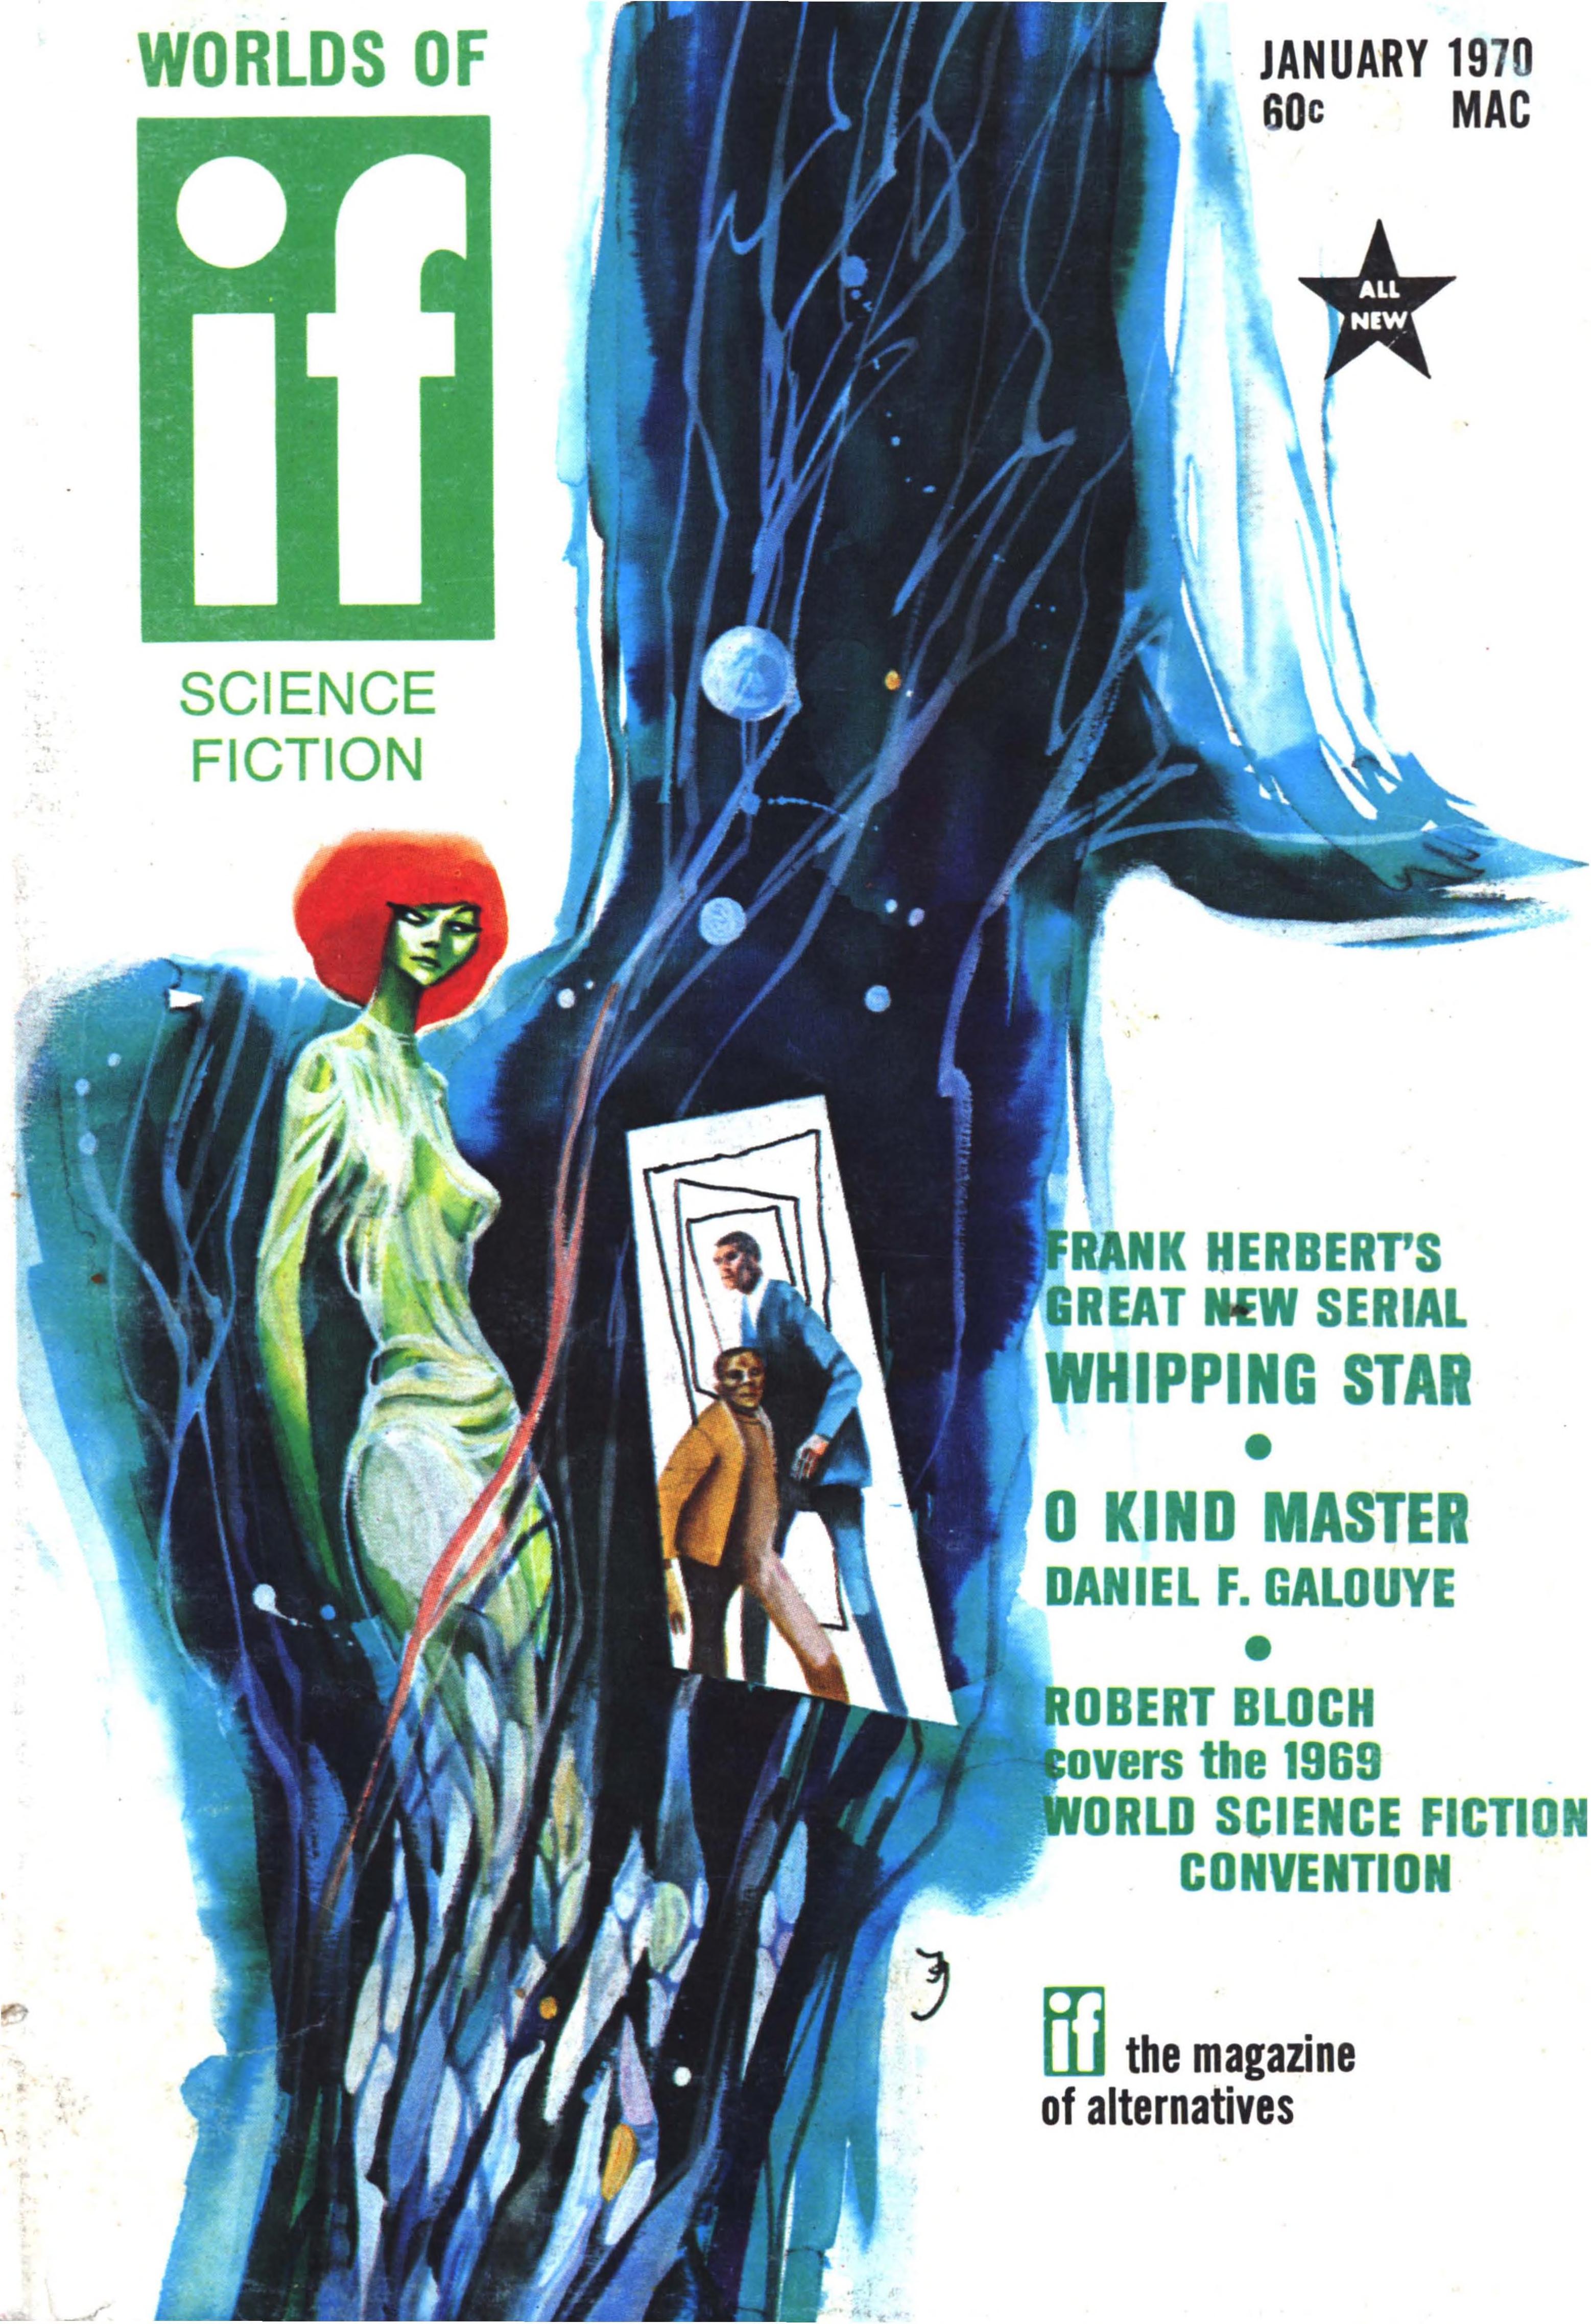 WORLDS OF
if
SCIENCE
FICTION
JANUARY 1970
60c MAC
ALL
NEW
FRANK HERBERT'S
GREAT NEW SERIAL
WHIPPING STAR
O KIND MASTER
DANIEL F. GALOUYE
ROBERT BLOCH
covers the 1969
WORLD SCIENCE FICTION
CONVENTION
if the magazine
of alternatives